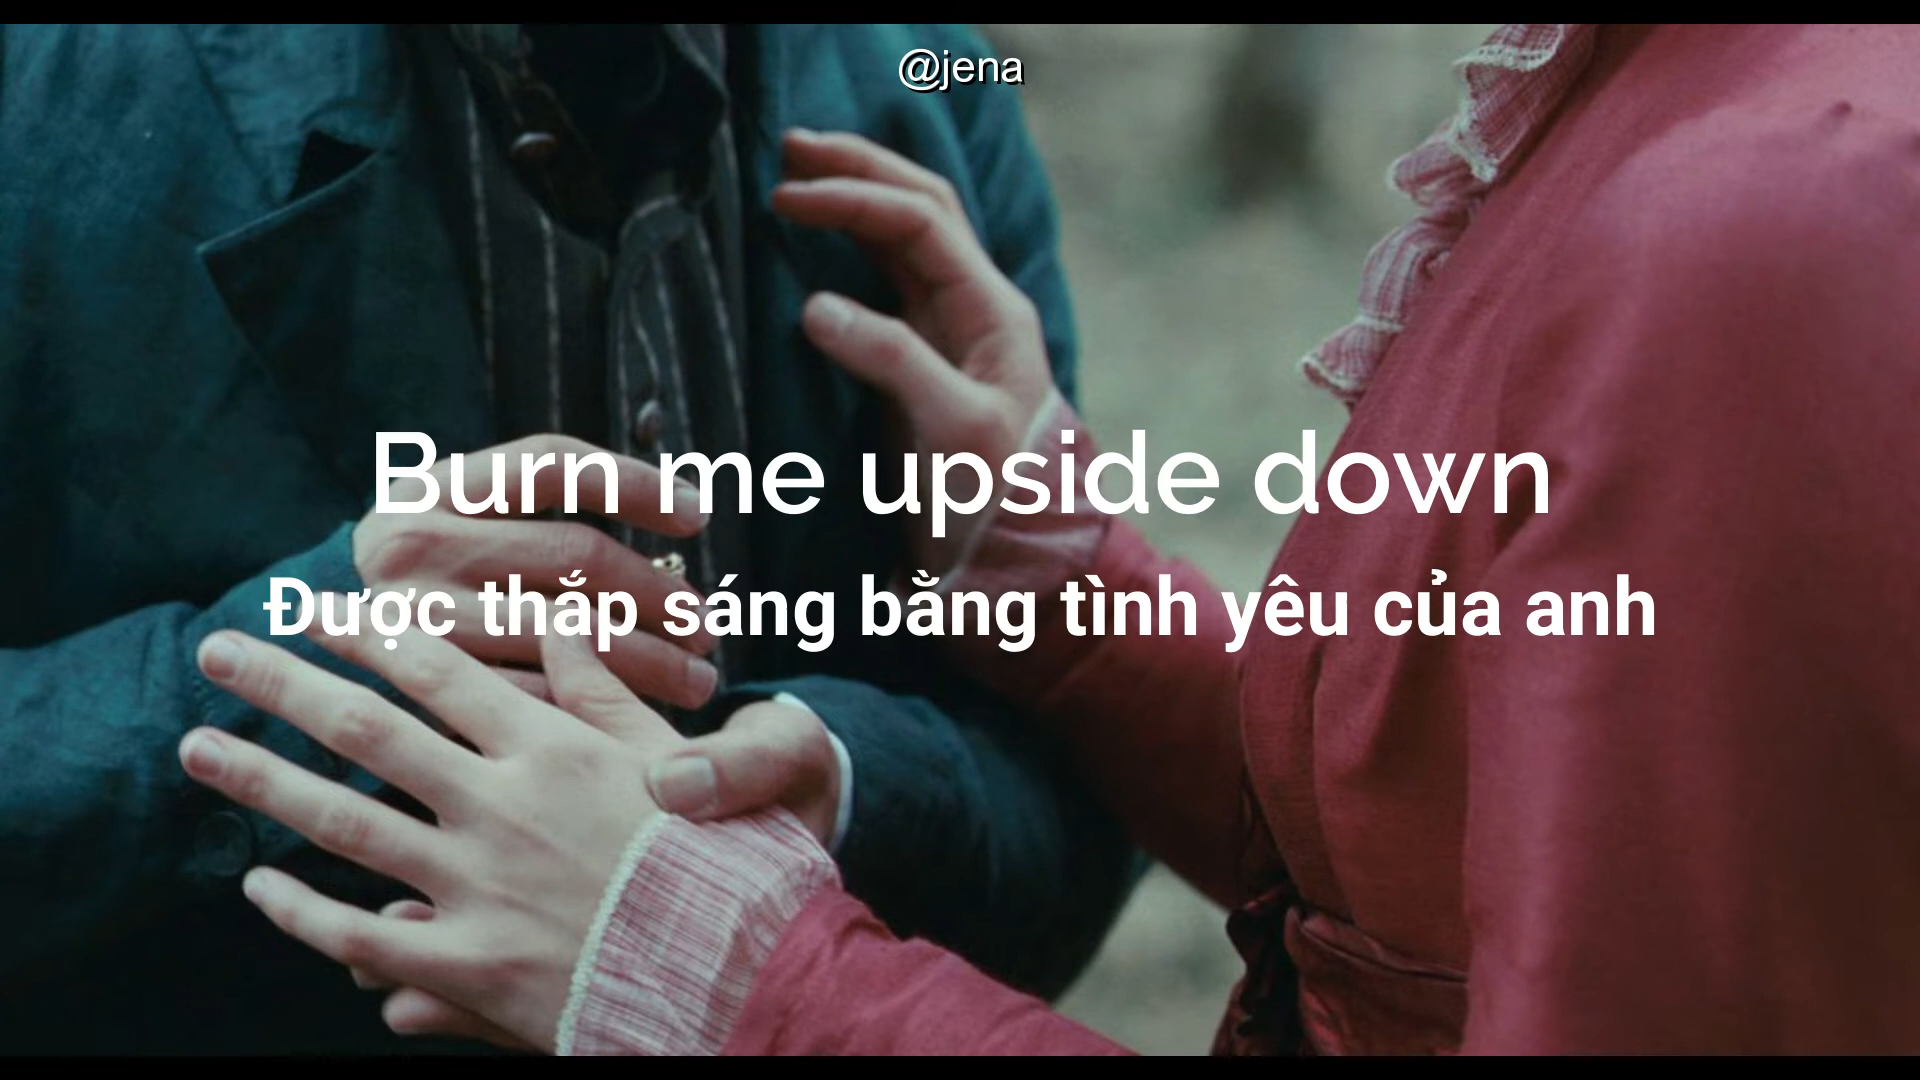 @jena
Burn me upside down
Được thắp sáng bằng tình yêu của anh